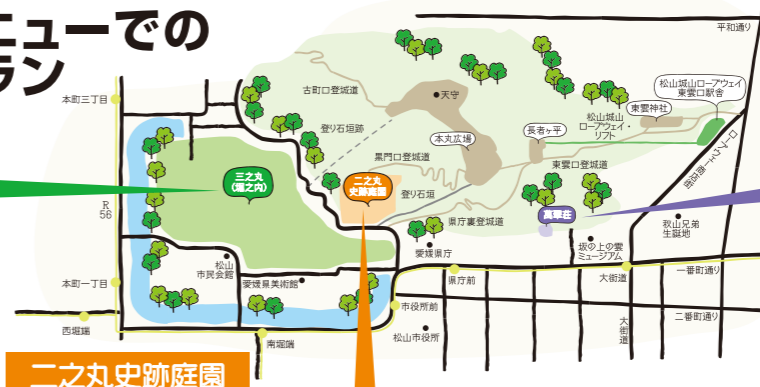 ニューでの
ラン
平和通り
本町三丁目
古町口登城道
天守
松山城山ロープウェイ
東雲口駅舎
東雲神社
登り石垣跡
本丸広場
長者ヶ平
松山城山
ロープウェイ・
リフト
ロープウェー商店街
黒門口登城道
東雲口登城道
三之丸
(堀之内)
二之丸
史跡庭園
登り石垣
R
56
萬翠荘
県庁裏登城道
秋山兄弟
生誕地
愛媛県庁
坂の上の雲
ミュージアム
松山
市民会館
一番町通り
本町一丁目
愛媛県美術館
県庁前
大街道
市役所前
二番町通り
大街道
西堀端
南堀端
松山市役所
二之丸史跡庭園